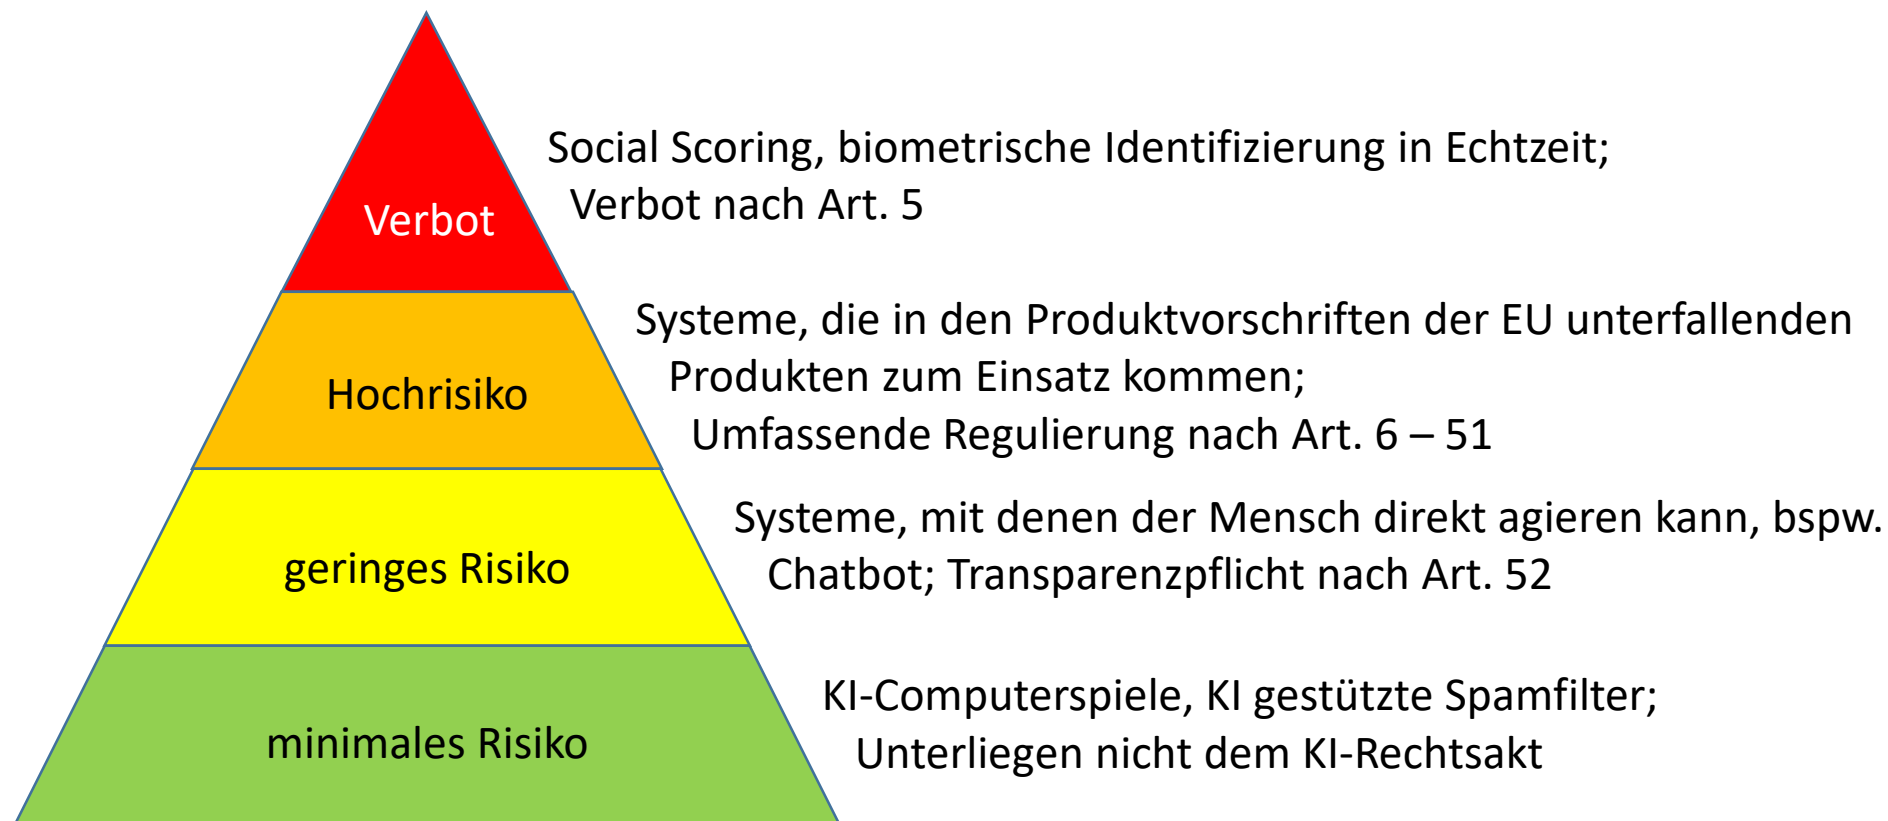 Social Scoring, biometrische Identifizierung in Echtzeit;
Verbot nach Art. 5
Verbot
Systeme, die in den Produktvorschriften der EU unterfallenden
Produkten zum Einsatz kommen;
Umfassende Regulierung nach Art. 6 – 51
Hochrisiko
Systeme, mit denen der Mensch direkt agieren kann, bspw.
Chatbot; Transparenzpflicht nach Art. 52
geringes Risiko
KI-Computerspiele, KI gestützte Spamfilter;
Unterliegen nicht dem KI-Rechtsakt
minimales Risiko